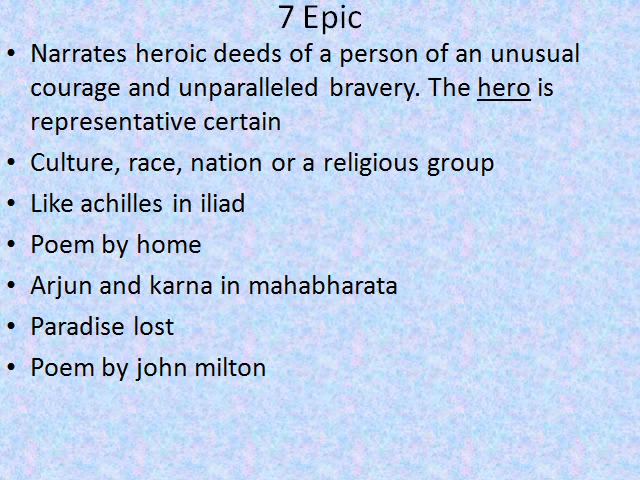 7 Epic
• Narrates heroic deeds of a person of an unusual
courage and unparalleled bravery. The hero is
representative certain
• Culture, race, nation or a religious group
• Like achilles in iliad
• Poem by home
• Arjun and karna in mahabharata
• Paradise lost
• Poem by john milton